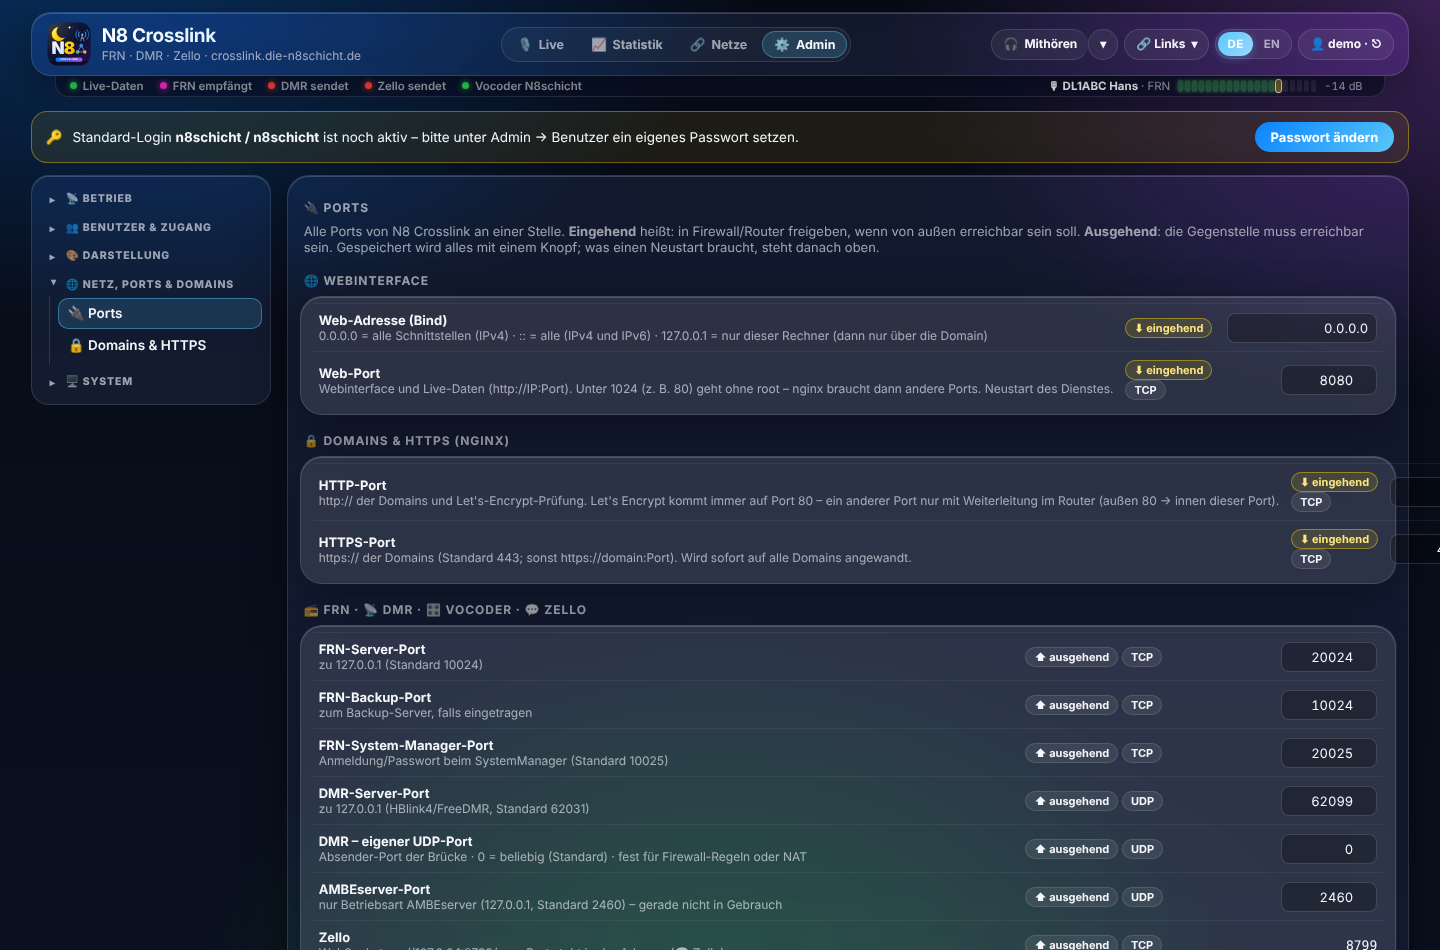 N8 Crosslink
FRN · DMR · Zello · crosslink.die-n8schicht.de
Live
Statistik
Netze
Admin
Mithören ▾
Links ▾
DE EN
demo ·
Live-Daten
FRN empfängt
DMR sendet
Zello sendet
Vocoder N8schicht
DL1ABC Hans · FRN
-14 dB
Standard-Login n8schicht / n8schicht ist noch aktiv – bitte unter Admin → Benutzer ein eigenes Passwort setzen.
Passwort ändern
BETRIEB
BENUTZER & ZUGANG
DARSTELLUNG
NETZ, PORTS & DOMAINS
Ports
Domains & HTTPS
SYSTEM
PORTS
Alle Ports von N8 Crosslink an einer Stelle. Eingehend heißt: in Firewall/Router freigeben, wenn von außen erreichbar sein soll. Ausgehend: die Gegenstelle muss erreichbar
sein. Gespeichert wird alles mit einem Knopf; was einen Neustart braucht, steht danach oben.
WEBINTERFACE
Web-Adresse (Bind)
0.0.0.0 = alle Schnittstellen (IPv4) · :: = alle (IPv4 und IPv6) · 127.0.0.1 = nur dieser Rechner (dann nur über die Domain)
⬇ eingehend
0.0.0.0
Web-Port
Webinterface und Live-Daten (http://IP:Port). Unter 1024 (z. B. 80) geht ohne root – nginx braucht dann andere Ports. Neustart des Dienstes.
⬇ eingehend
TCP
8080
DOMAINS & HTTPS (NGINX)
HTTP-Port
http:// der Domains und Let's-Encrypt-Prüfung. Let's Encrypt kommt immer auf Port 80 – ein anderer Port nur mit Weiterleitung im Router (außen 80 → innen dieser Port).
⬇ eingehend
TCP
HTTPS-Port
https:// der Domains (Standard 443; sonst https://domain:Port). Wird sofort auf alle Domains angewandt.
⬇ eingehend
TCP
FRN · DMR · VOCODER · ZELLO
FRN-Server-Port
zu 127.0.0.1 (Standard 10024)
⬆ ausgehend TCP
20024
FRN-Backup-Port
zum Backup-Server, falls eingetragen
⬆ ausgehend TCP
10024
FRN-System-Manager-Port
Anmeldung/Passwort beim SystemManager (Standard 10025)
⬆ ausgehend TCP
20025
DMR-Server-Port
zu 127.0.0.1 (HBlink4/FreeDMR, Standard 62031)
⬆ ausgehend UDP
62099
DMR – eigener UDP-Port
Absender-Port der Brücke · 0 = beliebig (Standard) · fest für Firewall-Regeln oder NAT
⬆ ausgehend UDP
0
AMBEserver-Port
nur Betriebsart AMBEserver (127.0.0.1, Standard 2460) – gerade nicht in Gebrauch
⬆ ausgehend UDP
2460
Zello
⬆ ausgehend TCP
8799